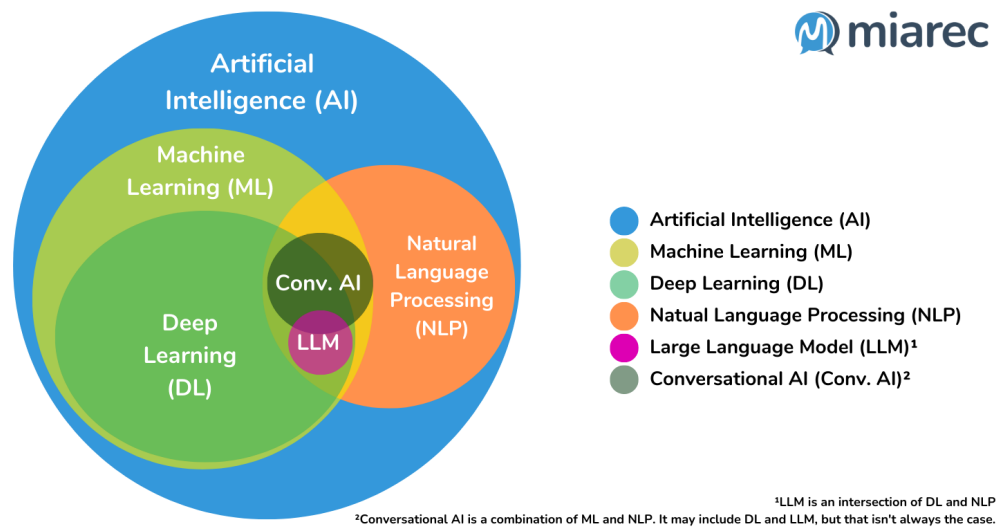 miarec
Artificial
Intelligence (AI)
Machine
Learning (ML)
Natural
Language
Processing
(NLP)
Conv. AI
LLM
Deep
Learning
(DL)
Artificial Intelligence (AI)
Machine Learning (ML)
Deep Learning (DL)
Natual Language Processing (NLP)
Large Language Model (LLM)¹
Conversational AI (Conv. AI)²
¹LLM is an intersection of DL and NLP
²Conversational AI is a combination of ML and NLP. It may include DL and LLM, but that isn't always the case.